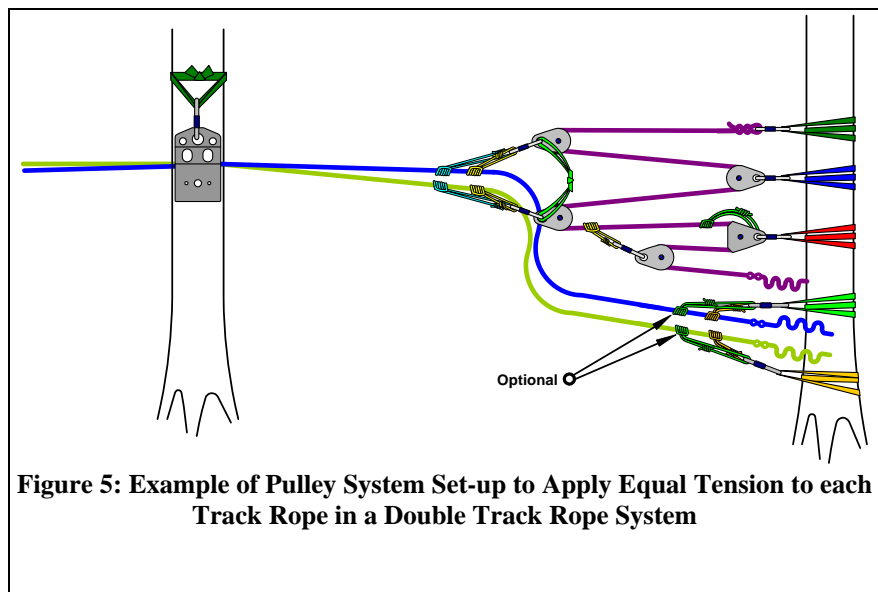 Optional
Figure 5: Example of Pulley System Set-up to Apply Equal Tension to each
Track Rope in a Double Track Rope System